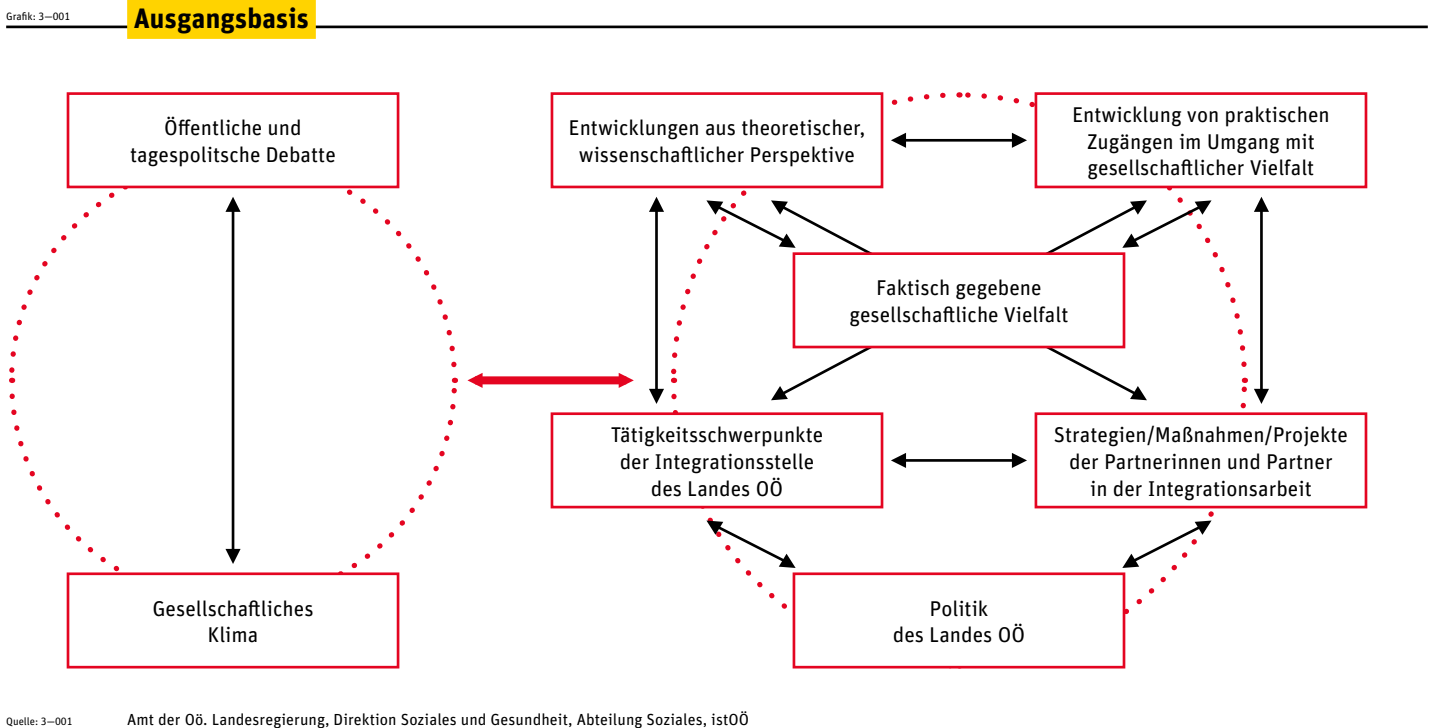 Grafik: 3—001
Ausgangsbasis
Öffentliche und
tagespolitsche Debatte
Entwicklungen aus theoretischer,
wissenschaftlicher Perspektive
Entwicklung von praktischen
Zugängen im Umgang mit
gesellschaftlicher Vielfalt
Faktisch gegebene
gesellschaftliche Vielfalt
Tätigkeitsschwerpunkte
der Integrationsstelle
des Landes OÖ
Strategien/Maßnahmen/Projekte
der Partnerinnen und Partner
in der Integrationsarbeit
Gesellschaftliches
Klima
Politik
des Landes OÖ
Quelle: 3—001 Amt der Oö. Landesregierung, Direktion Soziales und Gesundheit, Abteilung Soziales, istOÖ